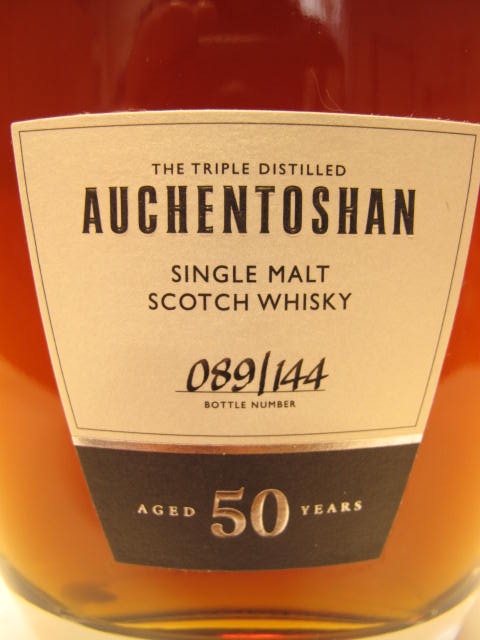 THE TRIPLE DISTILLED
AUCHENTOSHAN
SINGLE MALT
SCOTCH WHISKY
089/144
BOTTLE NUMBER
AGED 50 YEARS